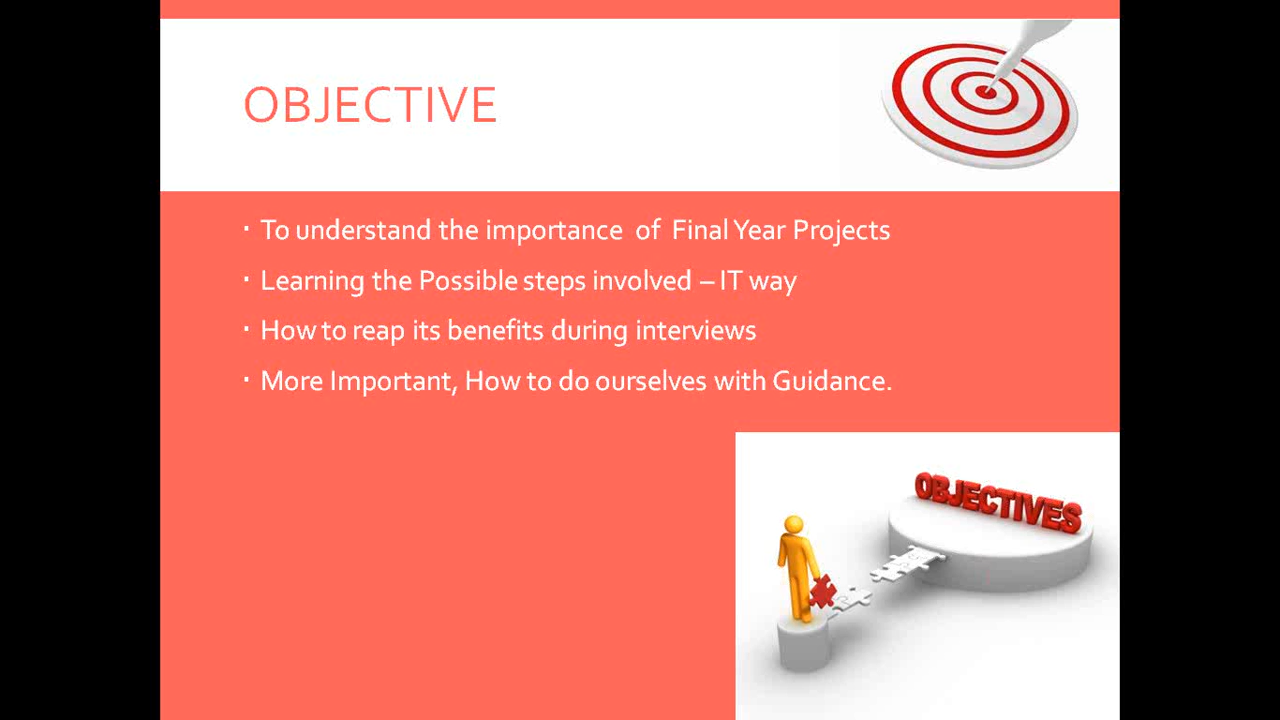 OBJECTIVE
· To understand the importance of Final Year Projects
· Learning the Possible steps involved – IT way
· How to reap its benefits during interviews
· More Important, How to do ourselves with Guidance.
OBJECTIVES